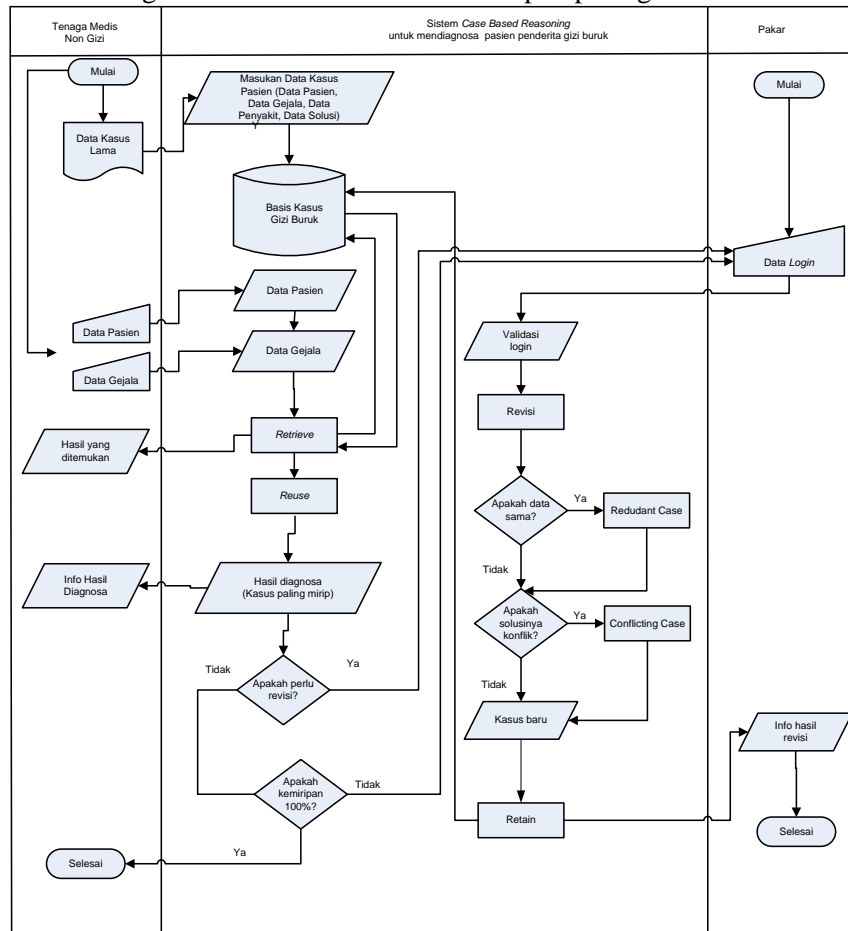 Tenaga Medis
Non Gizi
Sistem Case Based Reasoning
untuk mendiagnosa pasien penderita gizi buruk
Pakar
Mulai
Data Kasus
Lama
Masukan Data Kasus
Pasien (Data Pasien,
Data Gejala, Data
Penyakit, Data Solusi)
Y
Mulai
Basis Kasus
Gizi Buruk
Data Login
Data Pasien
Data Pasien
Data Gejala
Data Gejala
Validasi
login
Revisi
Retrieve
Hasil yang
ditemukan
Reuse
Apakah data
sama?
Ya
Redudant Case
Tidak
Info Hasil
Diagnosa
Hasil diagnosa
(Kasus paling mirip)
Apakah
solusinya
konflik?
Ya
Conflicting Case
Tidak
Tidak
Ya
Apakah perlu
revisi?
Kasus baru
Info hasil
revisi
Apakah
kemiripan
100%?
Tidak
Retain
Selesai
Ya
Selesai